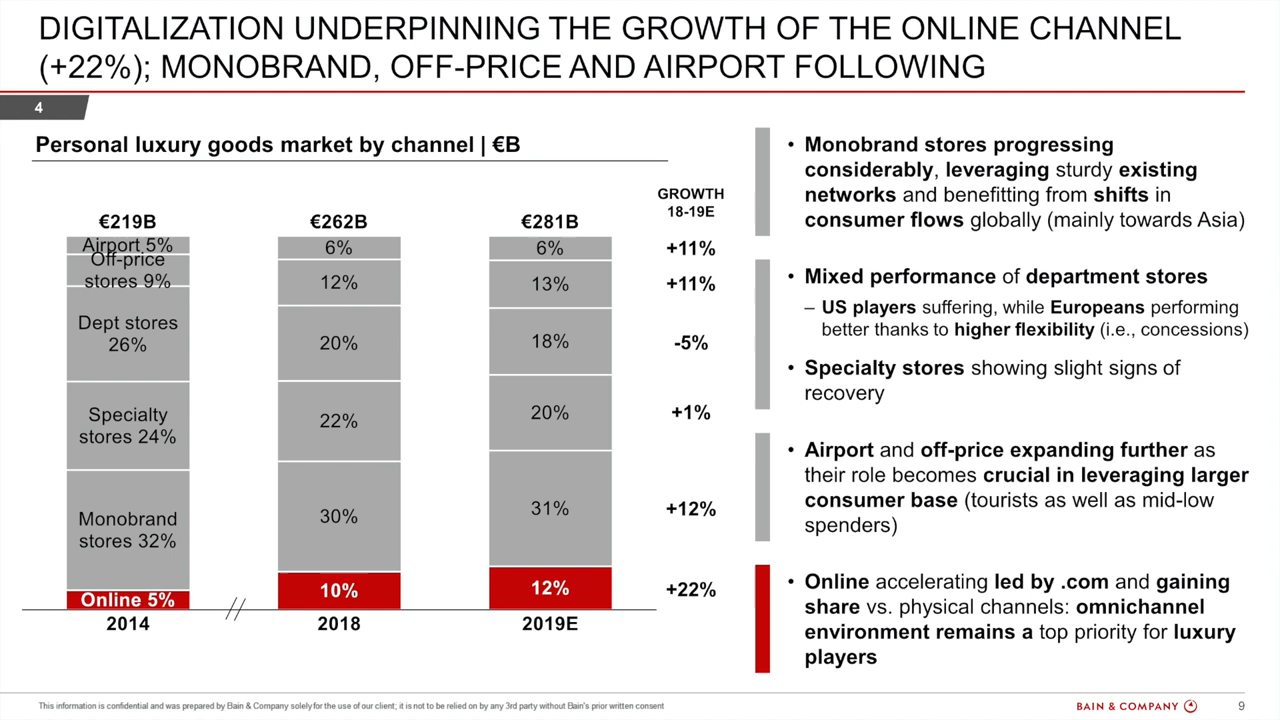 DIGITALIZATION UNDERPINNING THE GROWTH OF THE ONLINE CHANNEL
(+22%); MONOBRAND, OFF-PRICE AND AIRPORT FOLLOWING
4
Personal luxury goods market by channel | €B
GROWTH
18-19E
€219B €262B €281B
Airport 5% 6% 6% +11%
Off-price
stores 9% 12% 13% +11%
Dept stores
26% 20% 18% -5%
Specialty
stores 24% 22% 20% +1%
Monobrand
stores 32% 30% 31% +12%
Online 5% 10% 12% +22%
2014 2018 2019E
• Monobrand stores progressing
considerably, leveraging sturdy existing
networks and benefitting from shifts in
consumer flows globally (mainly towards Asia)
• Mixed performance of department stores
– US players suffering, while Europeans performing
better thanks to higher flexibility (i.e., concessions)
• Specialty stores showing slight signs of
recovery
• Airport and off-price expanding further as
their role becomes crucial in leveraging larger
consumer base (tourists as well as mid-low
spenders)
• Online accelerating led by .com and gaining
share vs. physical channels: omnichannel
environment remains a top priority for luxury
players
This information is confidential and was prepared by Bain & Company solely for the use of our client; it is not to be relied on by any 3rd party without Bain's prior written consent
BAIN & COMPANY
9